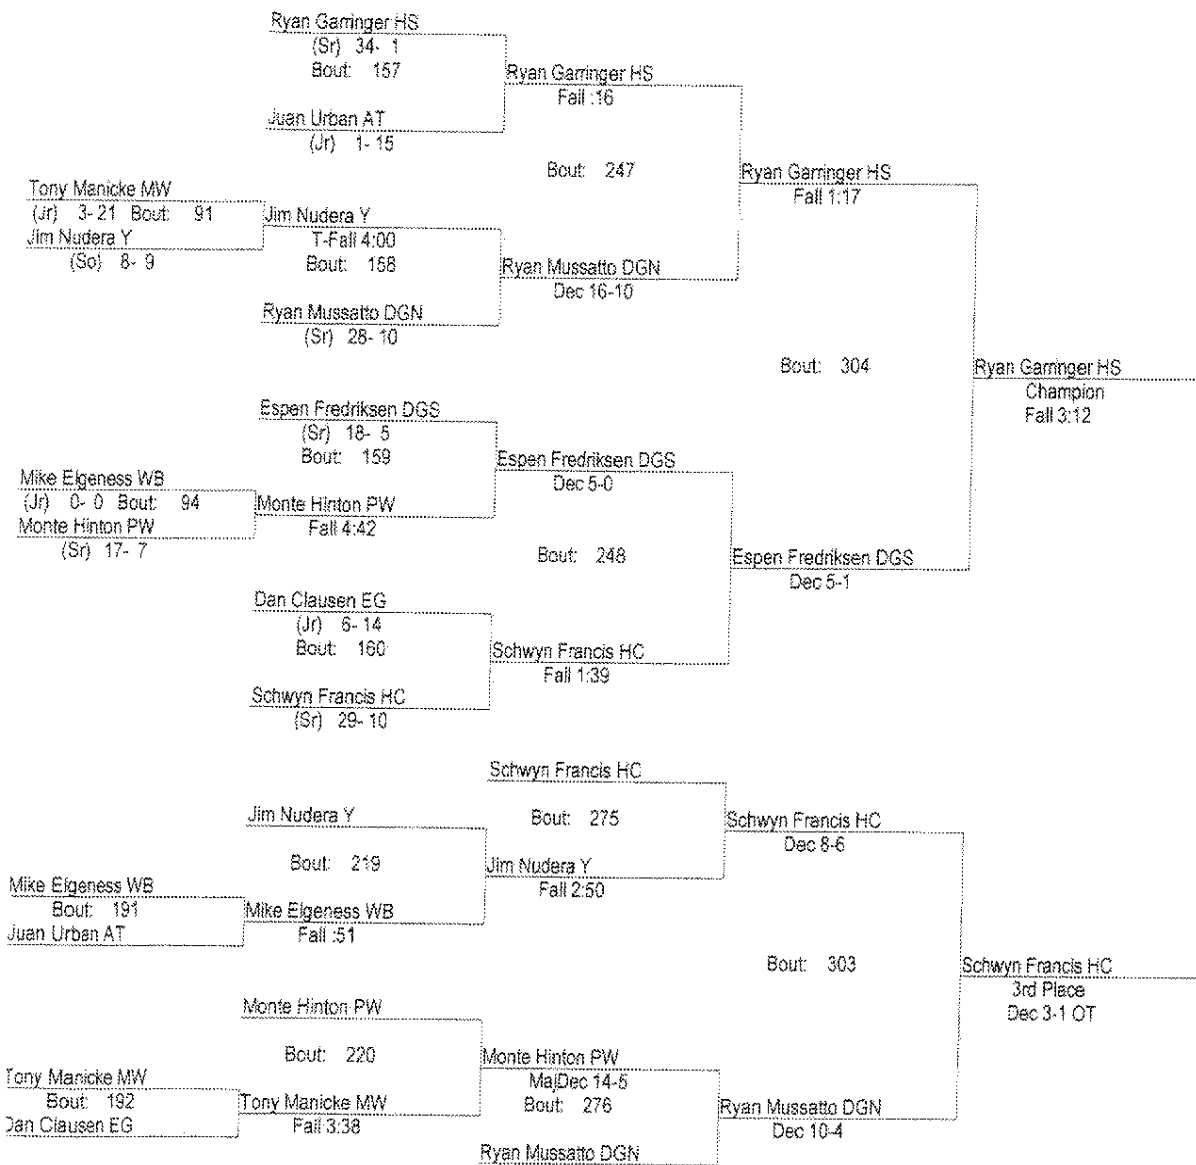 Ryan Garringer HS
(Sr) 34- 1
Bout: 157
Ryan Garringer HS
Fall :16
Juan Urban AT
(Jr) 1- 15
Bout: 247
Ryan Garringer HS
Fall 1:17
Tony Manicke MW
(Jr) 3- 21 Bout: 91
Jim Nudera Y
(So) 8- 9
Jim Nudera Y
T-Fall 4:00
Bout: 158
Ryan Mussatto DGN
Dec 16-10
Ryan Mussatto DGN
(Sr) 28- 10
Bout: 304
Ryan Garringer HS
Champion
Fall 3:12
Espen Fredriksen DGS
(Sr) 18- 5
Bout: 159
Espen Fredriksen DGS
Dec 5-0
Mike Elgeness WB
(Jr) 0- 0 Bout: 94
Monte Hinton PW
(Sr) 17- 7
Monte Hinton PW
Fall 4:42
Bout: 248
Espen Fredriksen DGS
Dec 5-1
Dan Clausen EG
(Jr) 6- 14
Bout: 160
Schwyn Francis HC
Fall 1:39
Schwyn Francis HC
(Sr) 29- 10
Schwyn Francis HC
Bout: 275
Schwyn Francis HC
Dec 8-6
Jim Nudera Y
Bout: 219
Jim Nudera Y
Fall 2:50
Mike Elgeness WB
Bout: 191
Juan Urban AT
Mike Elgeness WB
Fall :51
Bout: 303
Schwyn Francis HC
3rd Place
Dec 3-1 OT
Monte Hinton PW
Bout: 220
Monte Hinton PW
MajDec 14-5
Bout: 276
Tony Manicke MW
Bout: 192
Dan Clausen EG
Tony Manicke MW
Fall 3:38
Ryan Mussatto DGN
Dec 10-4
Ryan Mussatto DGN